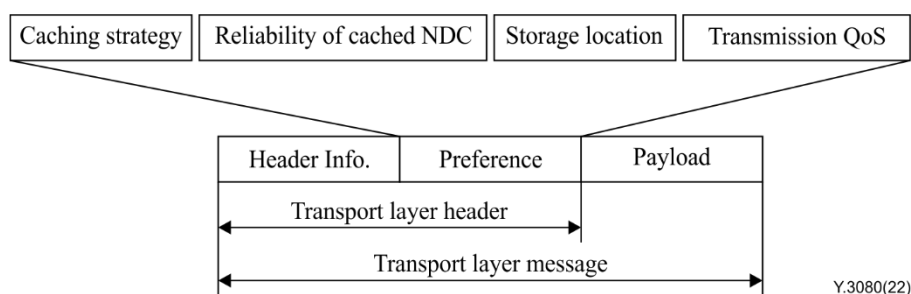 Caching strategy Reliability of cached NDC Storage location Transmission QoS
Header Info. Preference Payload
Transport layer header
Transport layer message
Y.3080(22)